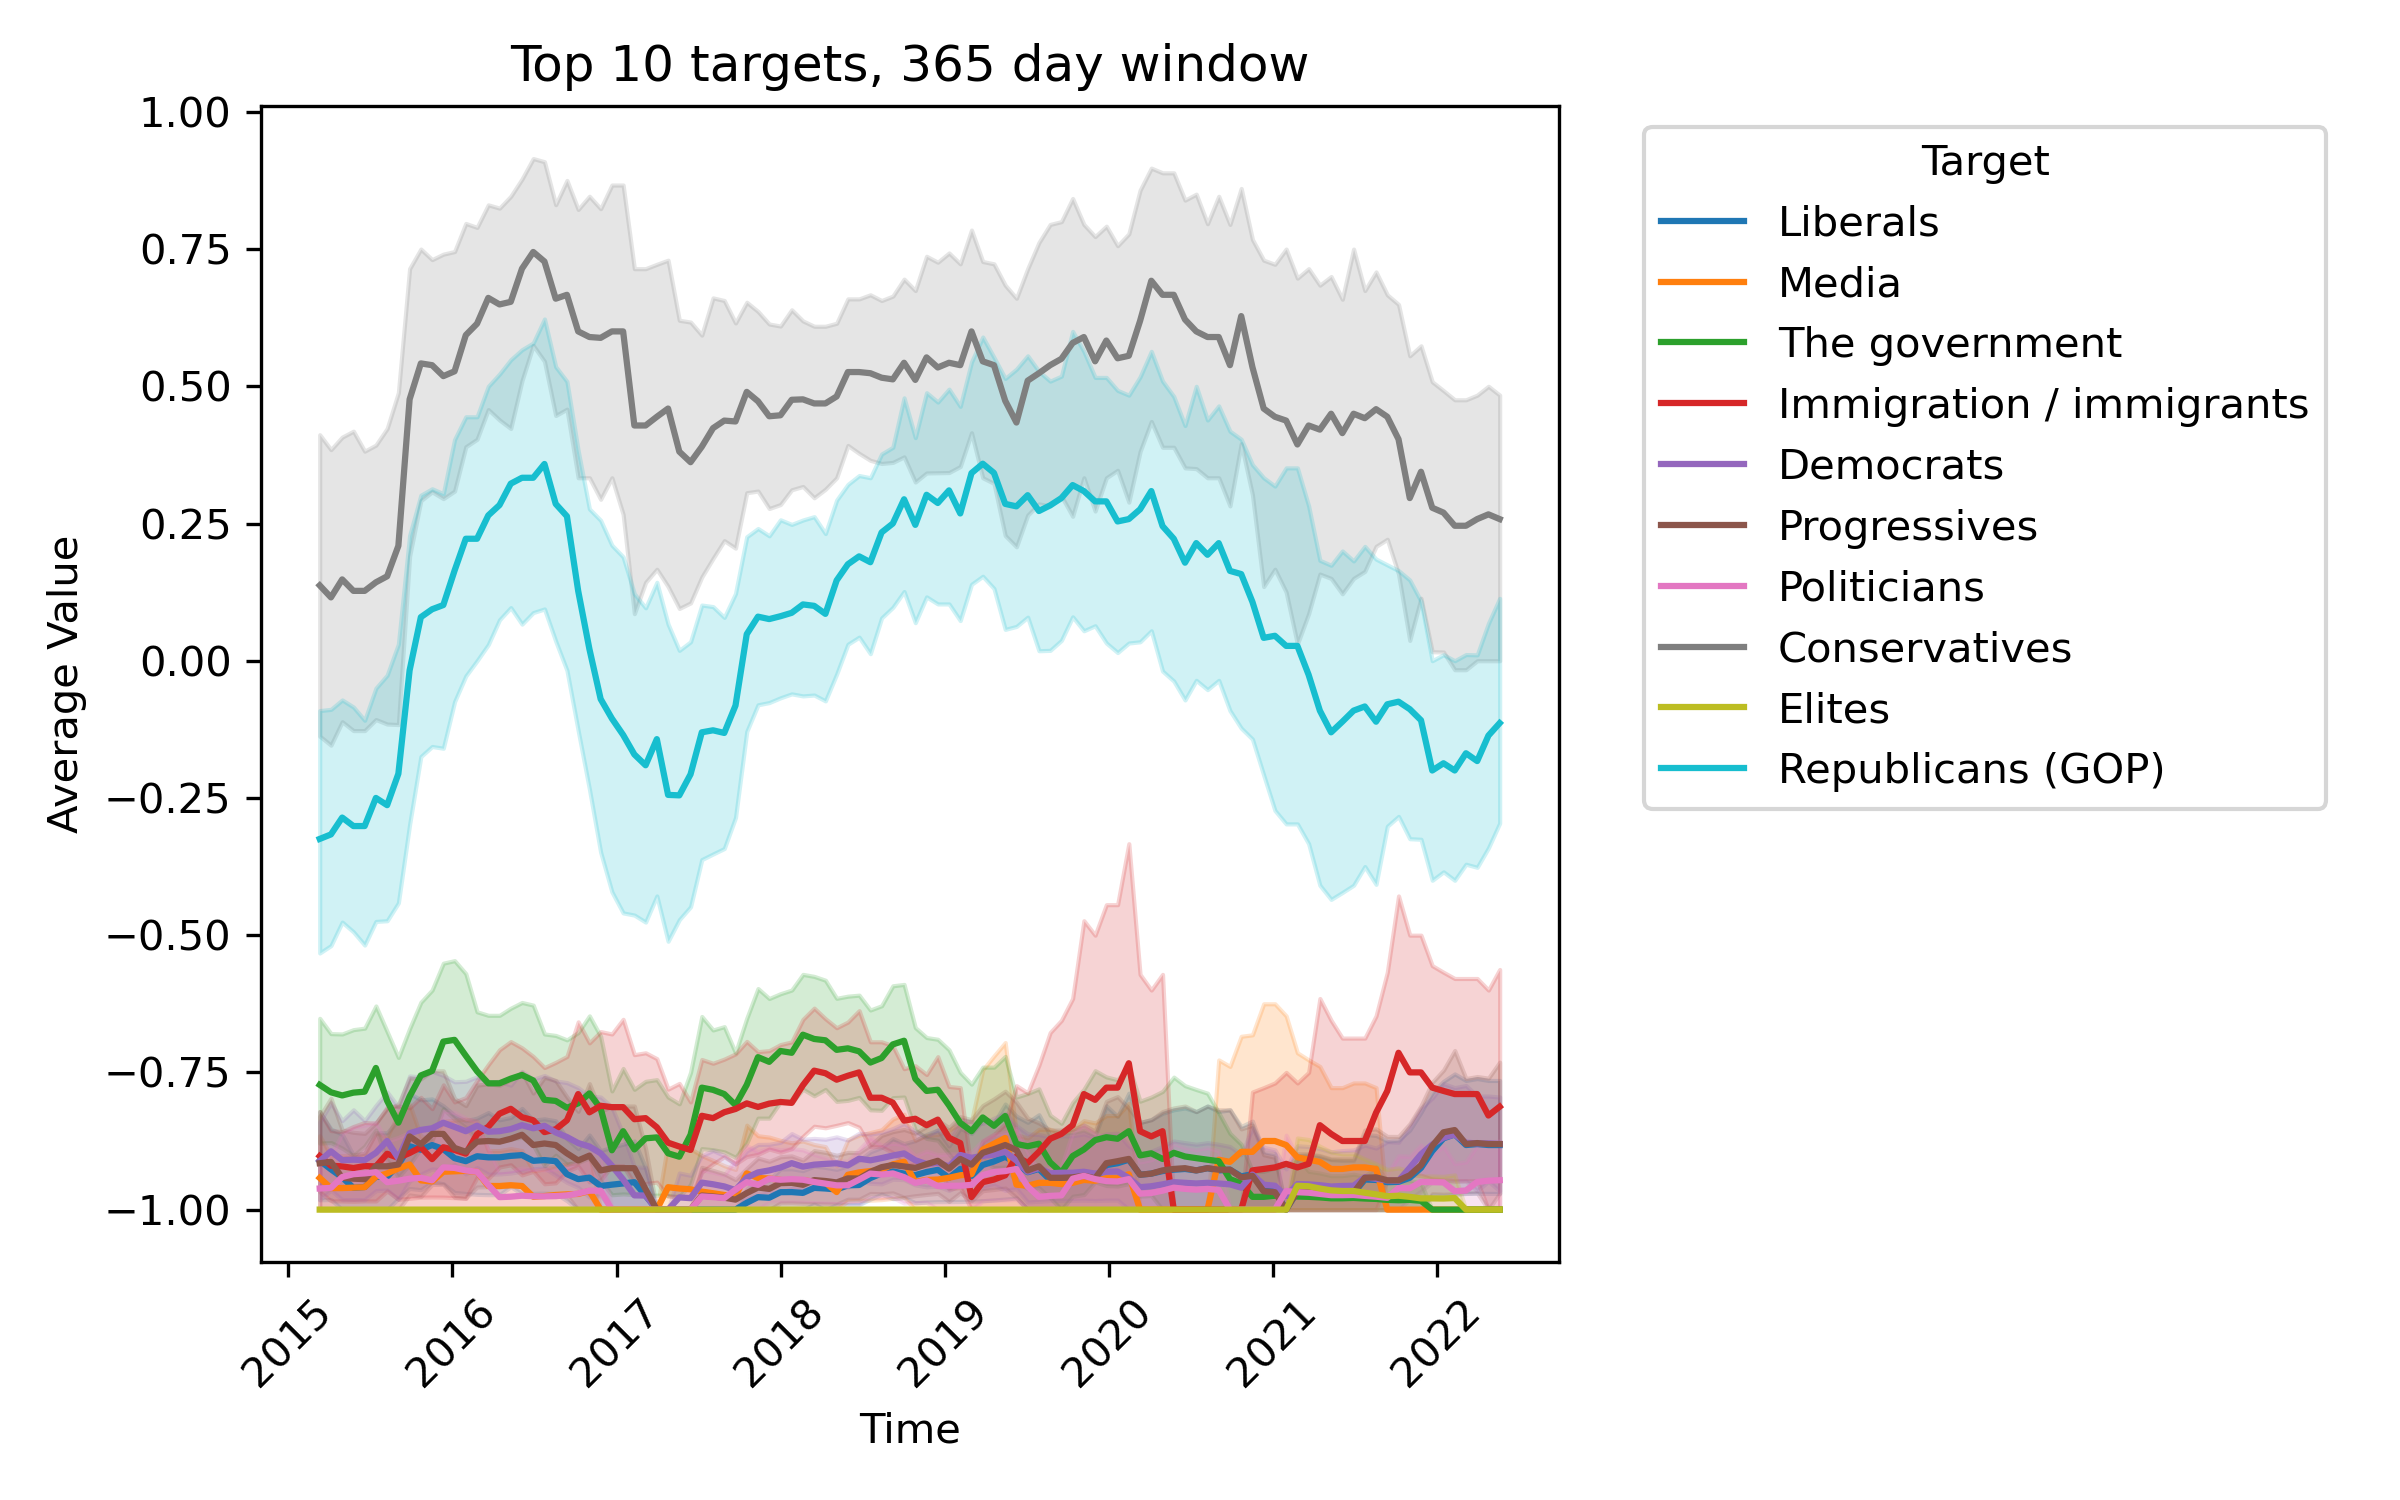 Top 10 targets, 365 day window
1.00
0.75
0.50
0.25
0.00
−0.25
−0.50
−0.75
−1.00
Average Value
2015
2016
2017
2018
2019
2020
2021
2022
Time
Target
Liberals
Media
The government
Immigration / immigrants
Democrats
Progressives
Politicians
Conservatives
Elites
Republicans (GOP)